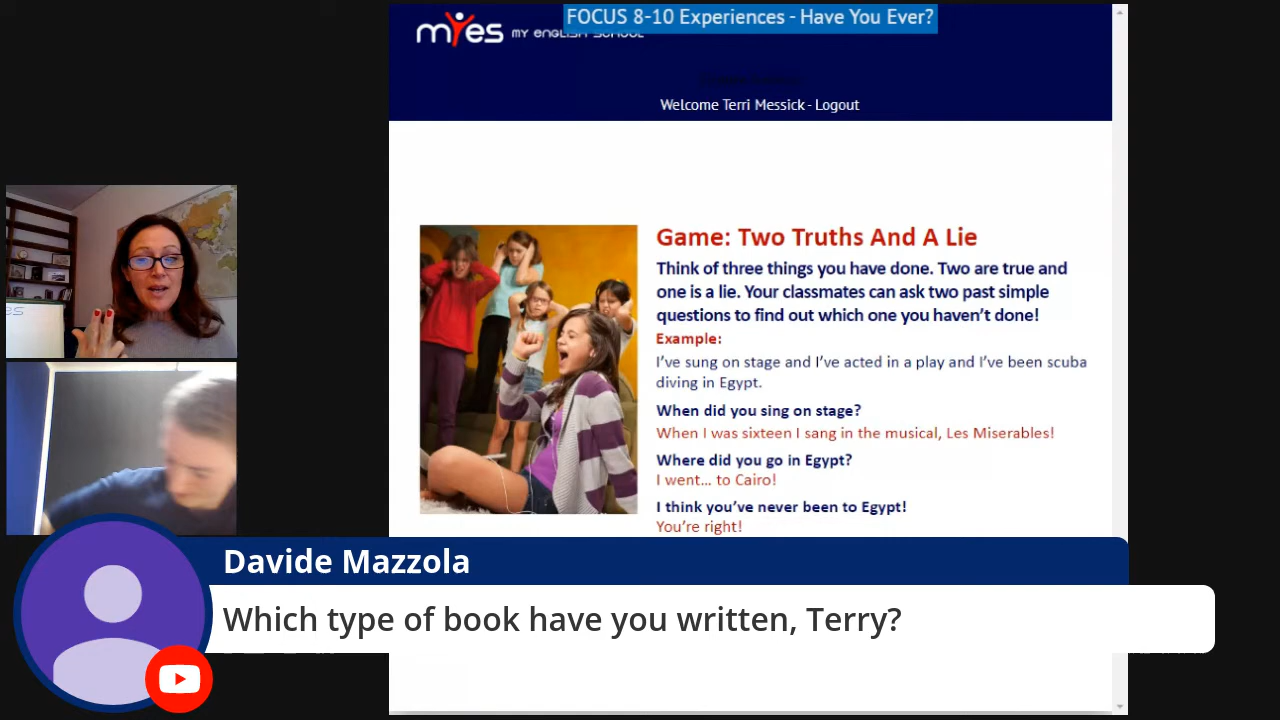 FOCUS 8-10 Experiences - Have You Ever?
mYes MY ENGLISH SCHOOL
Welcome Terri Messick - Logout
Game: Two Truths And A Lie
Think of three things you have done. Two are true and
one is a lie. Your classmates can ask two past simple
questions to find out which one you haven't done!
Example:
I've sung on stage and I've acted in a play and I've been scuba
diving in Egypt.
When did you sing on stage?
When I was sixteen I sang in the musical, Les Miserables!
Where did you go in Egypt?
I went... to Cairo!
I think you've never been to Egypt!
You're right!
Davide Mazzola
Which type of book have you written, Terry?